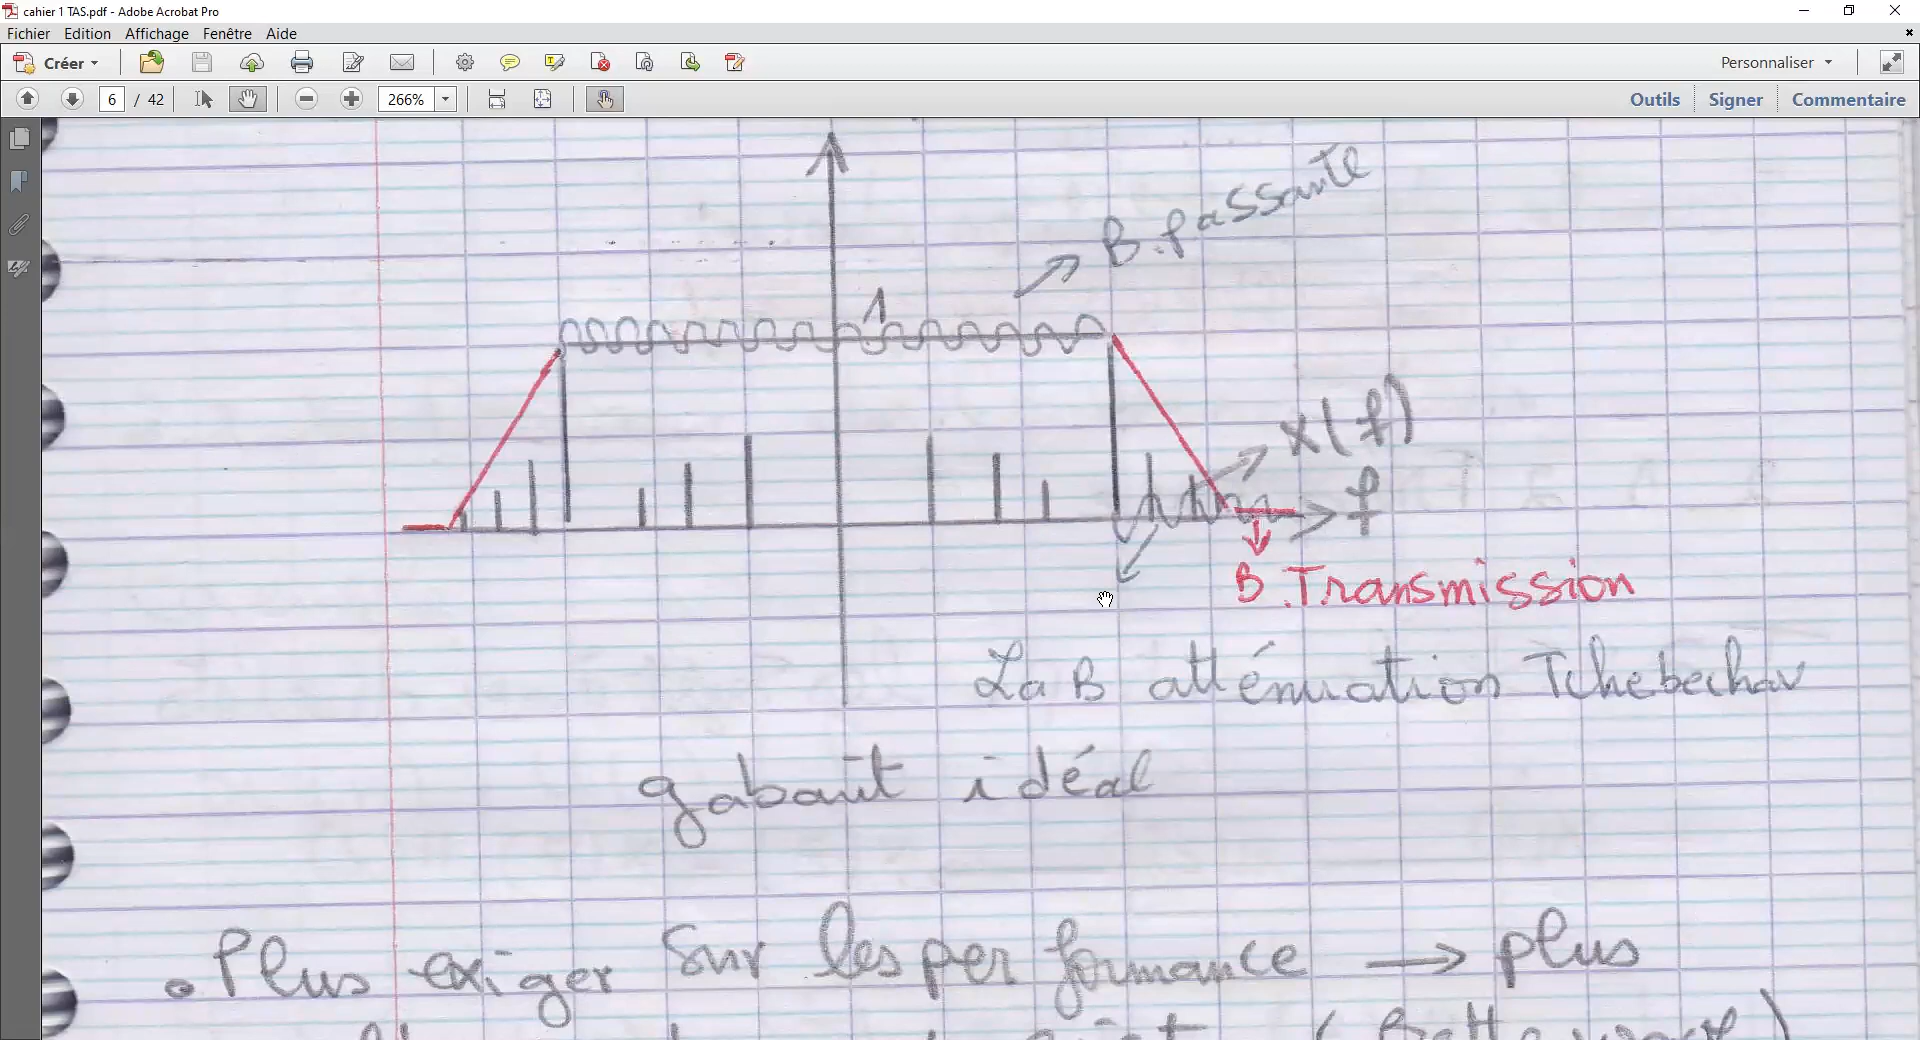 cahier 1 TAS.pdf - Adobe Acrobat Pro
Fichier Edition Affichage Fenêtre Aide
Créer
Personnaliser
6 / 42
266%
Outils Signer Commentaire
B.passante
1
X(f)
f
B.Transmission
La B atténuation Tchebechav
gabaît idéal
• Plus exiger sur les performance → plus